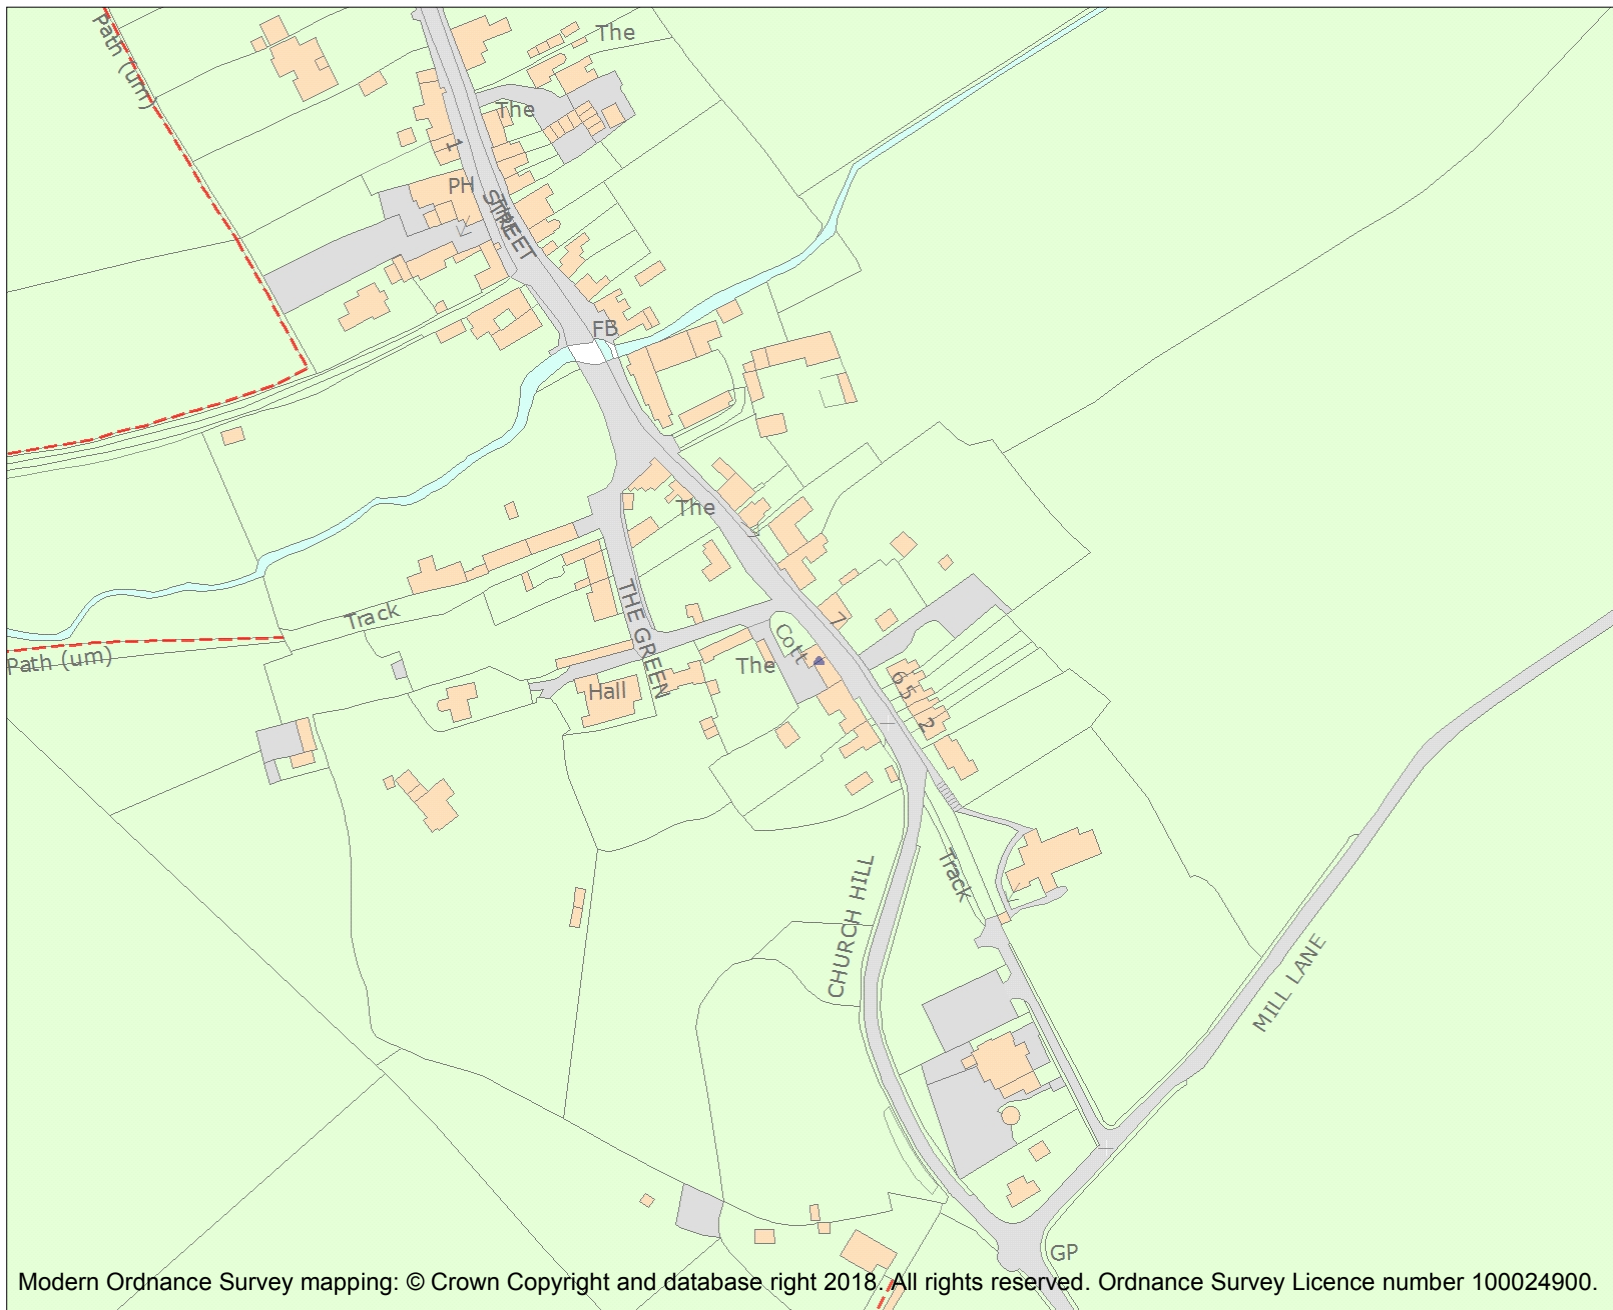 Path (um)
The
The
1
PH
THE
STREET
FB
The
7
THE GREEN
Track
Path (um)
Cott
The
Hall
6
5
2
Track
CHURCH HILL
MILL LANE
GP
Modern Ordnance Survey mapping: © Crown Copyright and database right 2018. All rights reserved. Ordnance Survey Licence number 100024900.